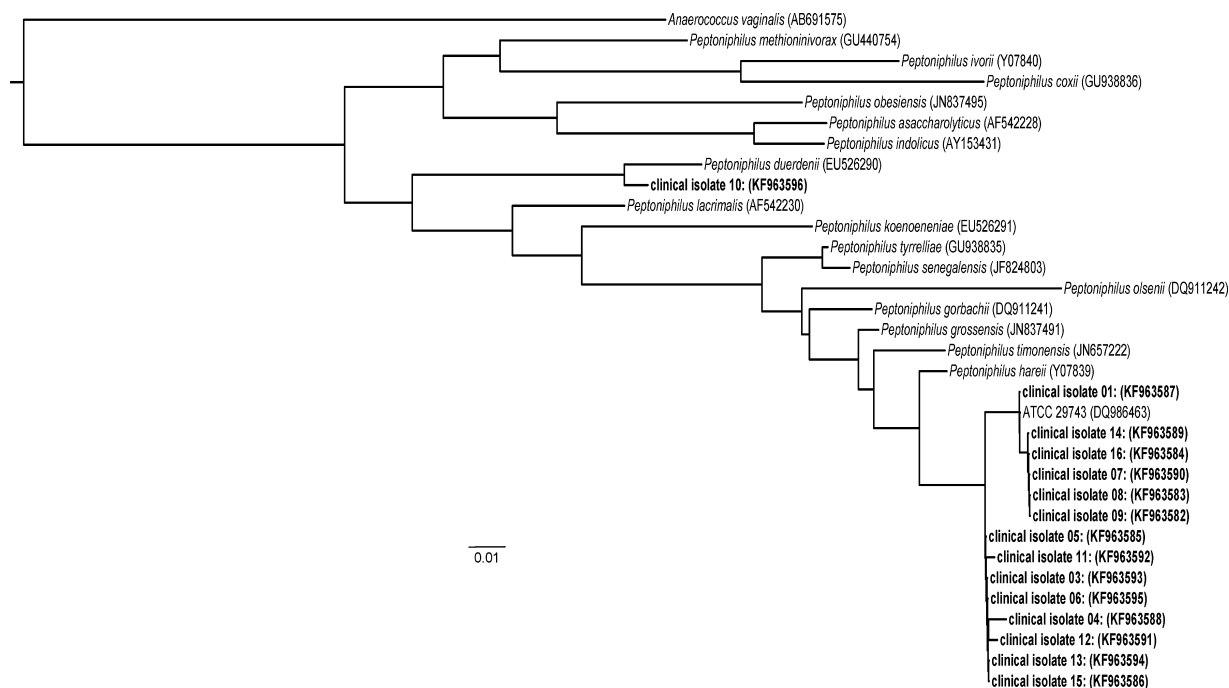 Anaerococcus vaginalis (AB691575)
Peptoniphilus methioninivorax (GU440754)
Peptoniphilus ivorii (Y07840)
Peptoniphilus coxii (GU938836)
Peptoniphilus obesiensis (JN837495)
Peptoniphilus asaccharolyticus (AF542228)
Peptoniphilus indolicus (AY153431)
Peptoniphilus duerdenii (EU526290)
clinical isolate 10: (KF963596)
Peptoniphilus lacrimalis (AF542230)
Peptoniphilus koenoeneniae (EU526291)
Peptoniphilus tyrrelliae (GU938835)
Peptoniphilus senegalensis (JF824803)
Peptoniphilus olsenii (DQ911242)
Peptoniphilus gorbachii (DQ911241)
Peptoniphilus grossensis (JN837491)
Peptoniphilus timonensis (JN657222)
Peptoniphilus hareii (Y07839)
clinical isolate 01: (KF963587)
ATCC 29743 (DQ986463)
clinical isolate 14: (KF963589)
clinical isolate 16: (KF963584)
clinical isolate 07: (KF963590)
clinical isolate 08: (KF963583)
clinical isolate 09: (KF963582)
clinical isolate 05: (KF963585)
clinical isolate 11: (KF963592)
clinical isolate 03: (KF963593)
clinical isolate 06: (KF963595)
clinical isolate 04: (KF963588)
clinical isolate 12: (KF963591)
clinical isolate 13: (KF963594)
clinical isolate 15: (KF963586)
0.01